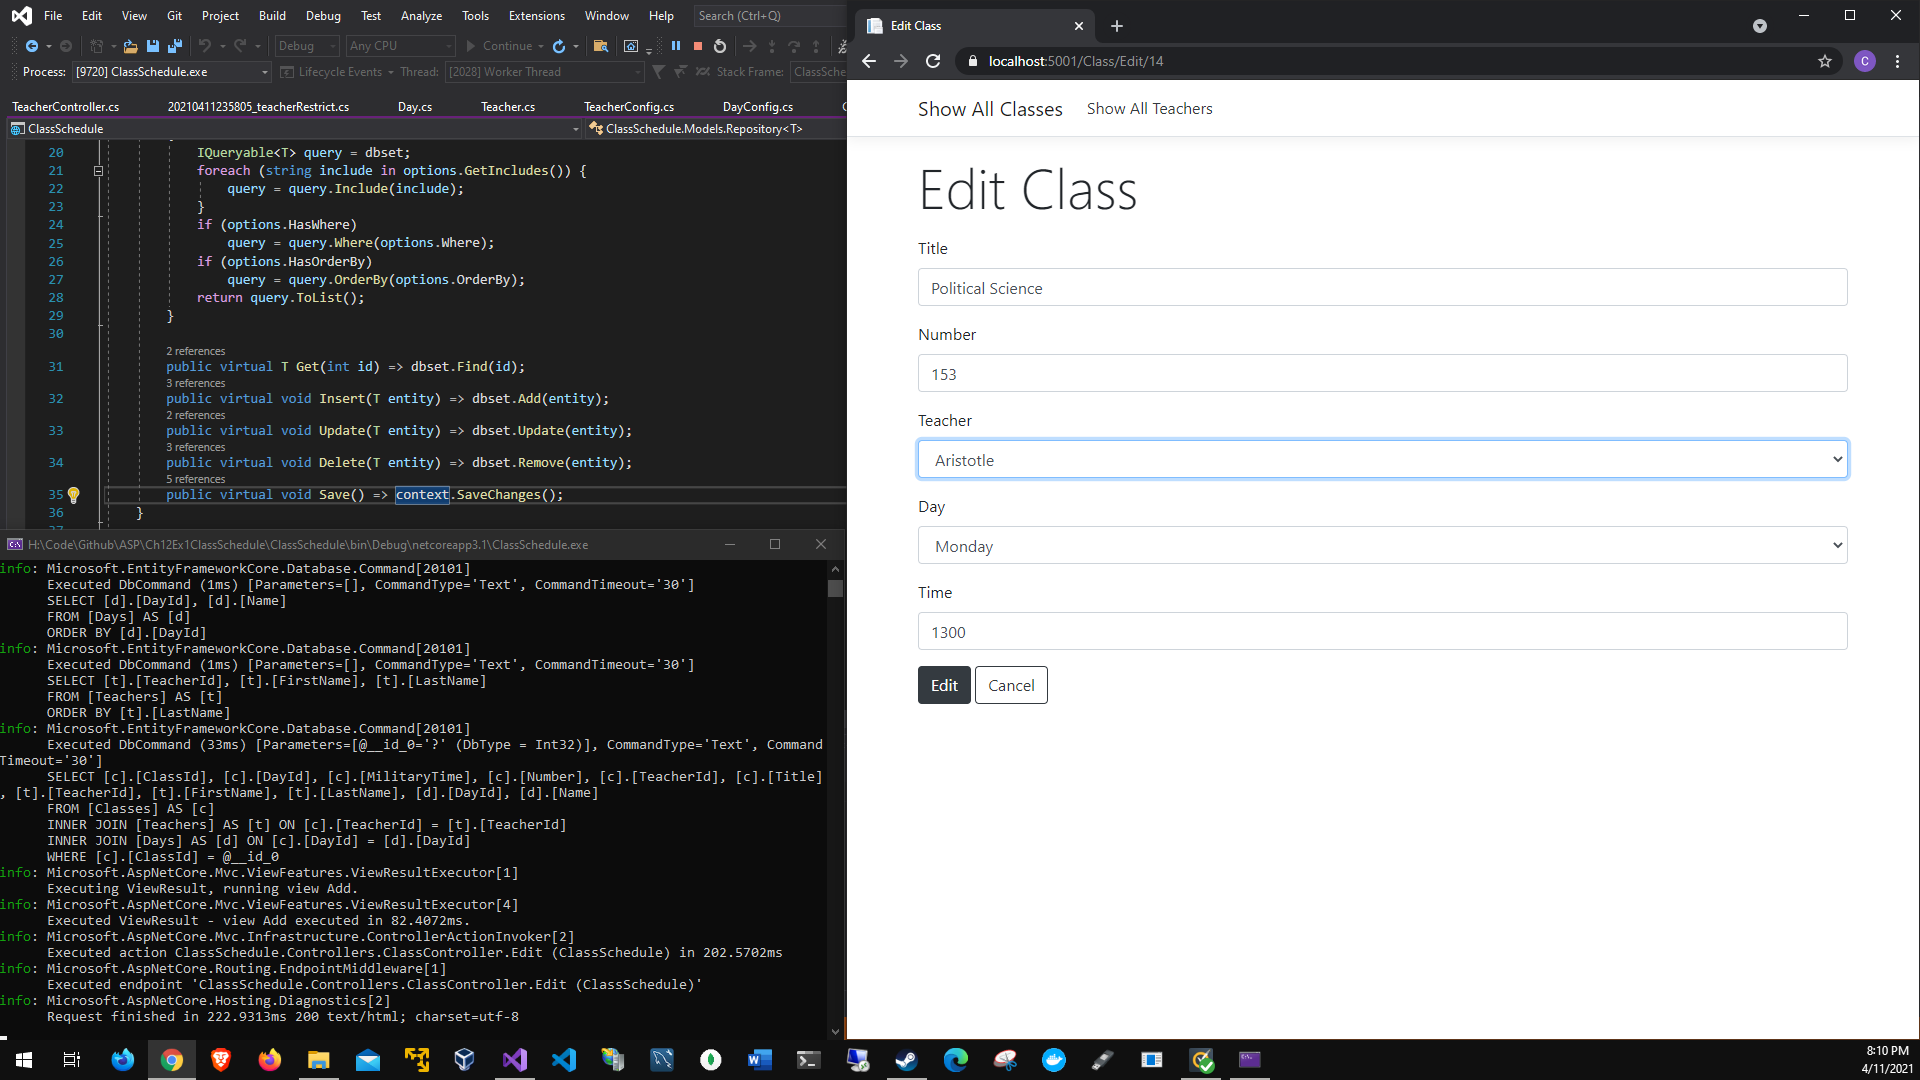 File Edit View Git Project Build Debug Test Analyze Tools Extensions Window Help Search (Ctrl+Q)
Debug Any CPU Continue
Process: [9720] ClassSchedule.exe Lifecycle Events Thread: [2028] Worker Thread Stack Frame: ClassSche
TeacherController.cs 20210411235805_teacherRestrict.cs Day.cs Teacher.cs TeacherConfig.cs DayConfig.cs
ClassSchedule ClassSchedule.Models.Repository<T>
20 IQueryable<T> query = dbset;
21 foreach (string include in options.GetIncludes()) {
22 query = query.Include(include);
23 }
24 if (options.HasWhere)
25 query = query.Where(options.Where);
26 if (options.HasOrderBy)
27 query = query.OrderBy(options.OrderBy);
28 return query.ToList();
29 }
30
2 references
31 public virtual T Get(int id) => dbset.Find(id);
3 references
32 public virtual void Insert(T entity) => dbset.Add(entity);
2 references
33 public virtual void Update(T entity) => dbset.Update(entity);
3 references
34 public virtual void Delete(T entity) => dbset.Remove(entity);
5 references
35 public virtual void Save() => context.SaveChanges();
36 }
H:\Code\Github\ASP\Ch12Ex1ClassSchedule\ClassSchedule\bin\Debug\netcoreapp3.1\ClassSchedule.exe
info: Microsoft.EntityFrameworkCore.Database.Command[20101]
Executed DbCommand (1ms) [Parameters=[], CommandType='Text', CommandTimeout='30']
SELECT [d].[DayId], [d].[Name]
FROM [Days] AS [d]
ORDER BY [d].[DayId]
info: Microsoft.EntityFrameworkCore.Database.Command[20101]
Executed DbCommand (1ms) [Parameters=[], CommandType='Text', CommandTimeout='30']
SELECT [t].[TeacherId], [t].[FirstName], [t].[LastName]
FROM [Teachers] AS [t]
ORDER BY [t].[LastName]
info: Microsoft.EntityFrameworkCore.Database.Command[20101]
Executed DbCommand (33ms) [Parameters=[@__id_0='?' (DbType = Int32)], CommandType='Text', Command
Timeout='30']
SELECT [c].[ClassId], [c].[DayId], [c].[MilitaryTime], [c].[Number], [c].[TeacherId], [c].[Title]
, [t].[TeacherId], [t].[FirstName], [t].[LastName], [d].[DayId], [d].[Name]
FROM [Classes] AS [c]
INNER JOIN [Teachers] AS [t] ON [c].[TeacherId] = [t].[TeacherId]
INNER JOIN [Days] AS [d] ON [c].[DayId] = [d].[DayId]
WHERE [c].[ClassId] = @__id_0
info: Microsoft.AspNetCore.Mvc.ViewFeatures.ViewResultExecutor[1]
Executing ViewResult, running view Add.
info: Microsoft.AspNetCore.Mvc.ViewFeatures.ViewResultExecutor[4]
Executed ViewResult - view Add executed in 82.4072ms.
info: Microsoft.AspNetCore.Mvc.Infrastructure.ControllerActionInvoker[2]
Executed action ClassSchedule.Controllers.ClassController.Edit (ClassSchedule) in 202.5702ms
info: Microsoft.AspNetCore.Routing.EndpointMiddleware[1]
Executed endpoint 'ClassSchedule.Controllers.ClassController.Edit (ClassSchedule)'
info: Microsoft.AspNetCore.Hosting.Diagnostics[2]
Request finished in 222.9313ms 200 text/html; charset=utf-8
Edit Class
localhost:5001/Class/Edit/14 C
Show All Classes Show All Teachers
Edit Class
Title
Political Science
Number
153
Teacher
Aristotle
Day
Monday
Time
1300
Edit Cancel
8:10 PM
4/11/2021